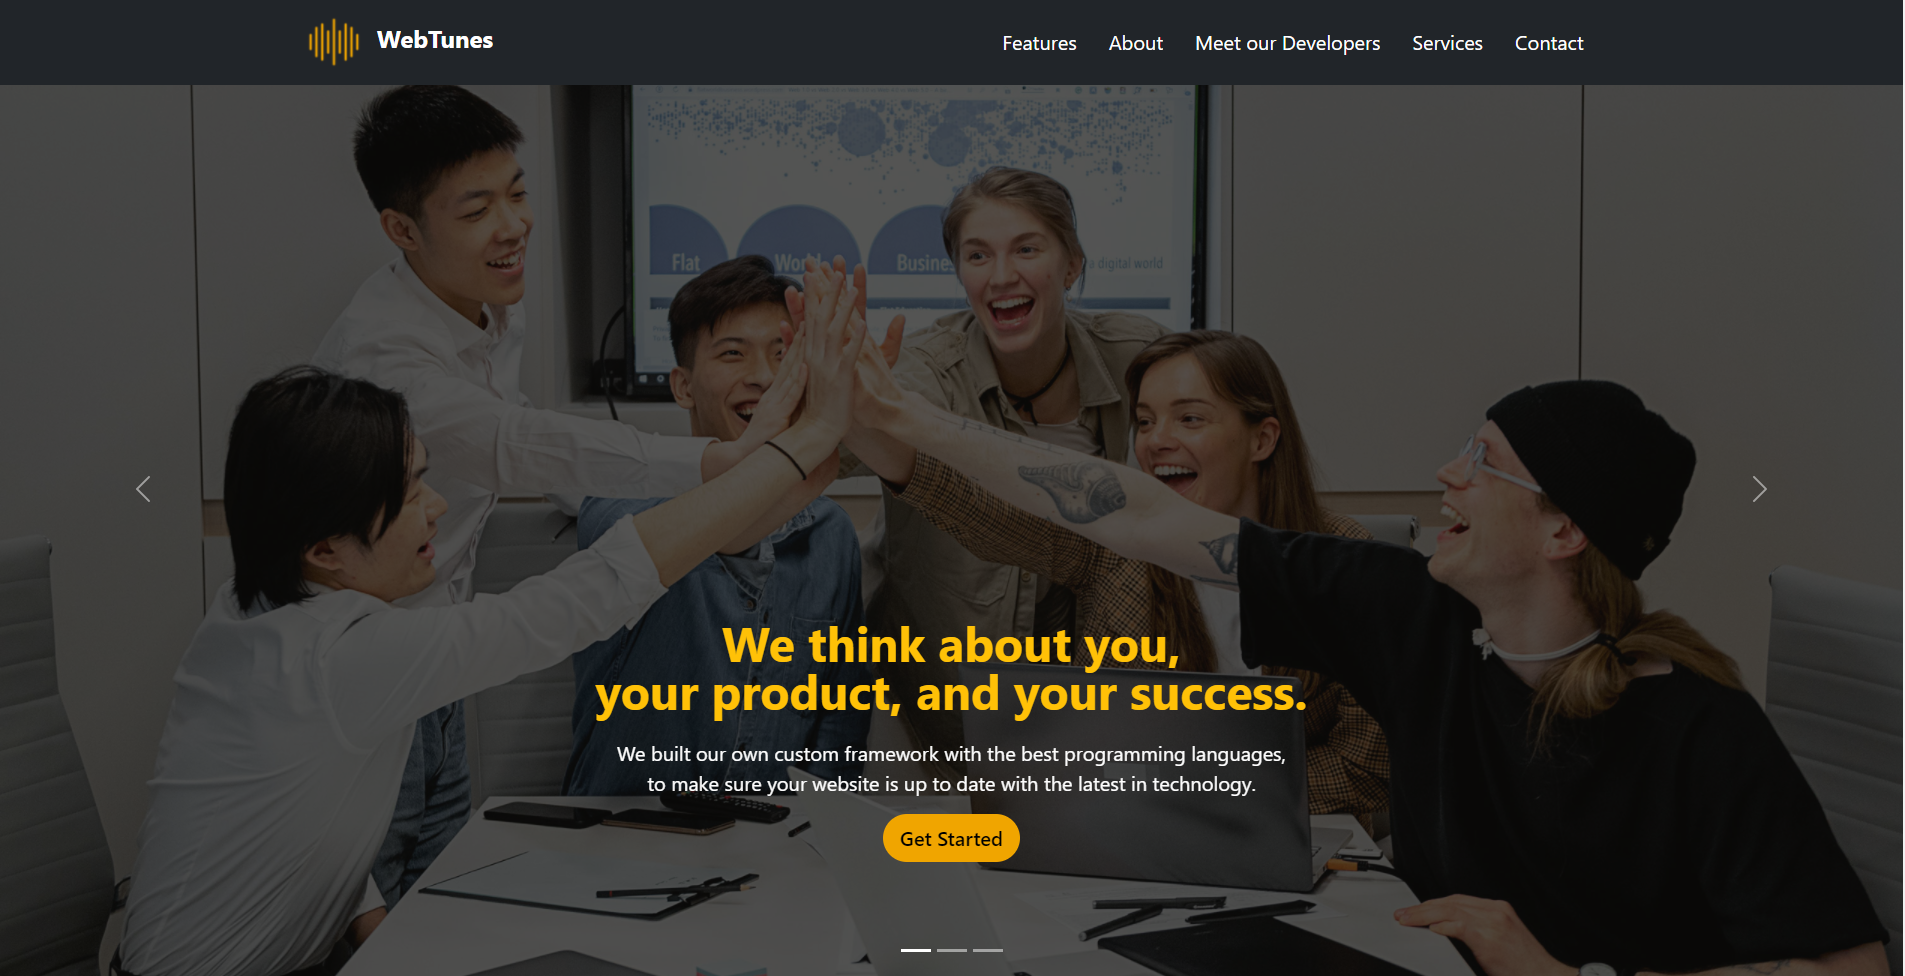 WebTunes
Features
About
Meet our Developers
Services
Contact
Flat
World
a digital world
We think about you,
your product, and your success.
We built our own custom framework with the best programming languages,
to make sure your website is up to date with the latest in technology.
Get Started